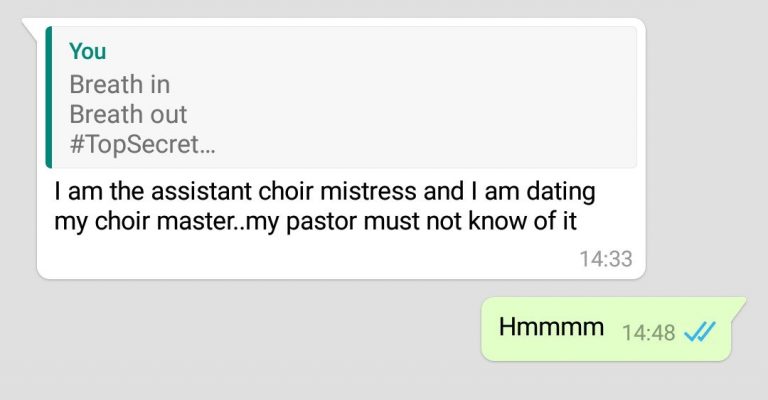 You
Breath in
Breath out
#TopSecret...
I am the assistant choir mistress and I am dating
my choir master..my pastor must not know of it
14:33
Hmmmm 14:48